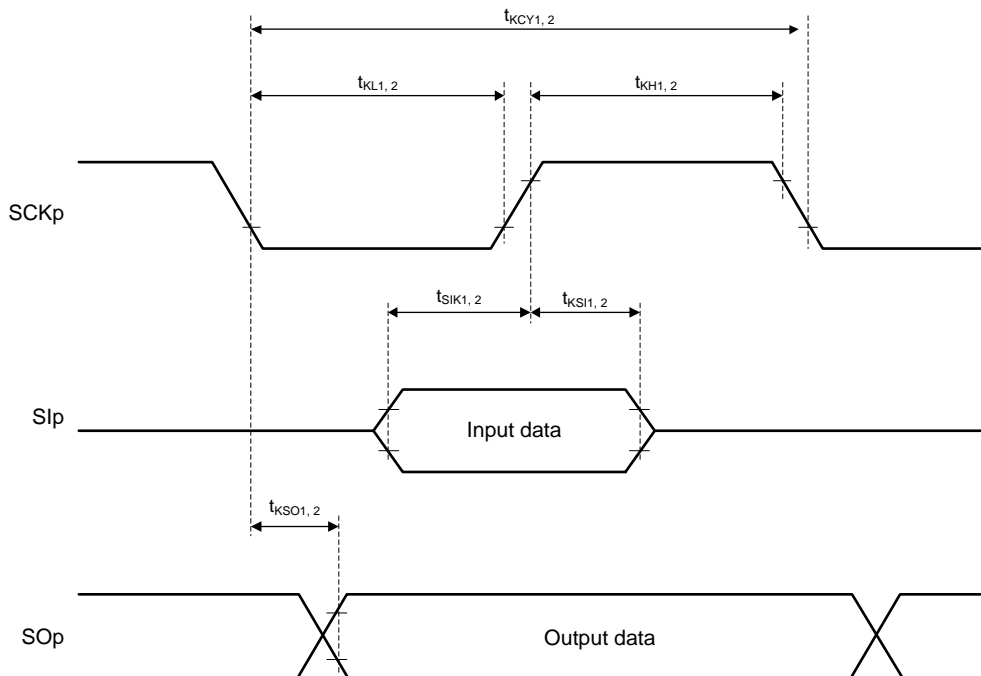 tKCY1, 2
tKL1, 2
tKH1, 2
SCKp
tSIK1, 2
tKSI1, 2
SIp
Input data
tKSO1, 2
SOp
Output data